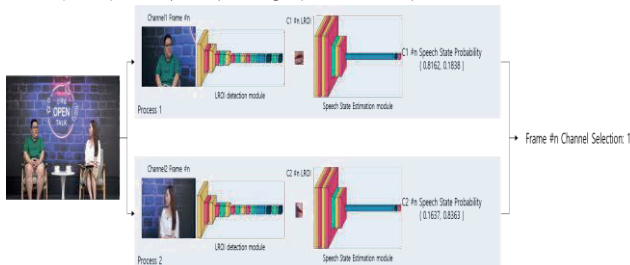 Channel1 Frame #n
C1 #n LROI
C1 #n Speech State Probability
{ 0.8162, 0.1838 }
LROI detection module
Speech State Estimation module
Process 1
OPEN
TALK
Frame #n Channel Selection: 1
Channel2 Frame #n
C2 #n LROI
C2 #n Speech State Probability
{ 0.1637, 0.8363 }
LROI detection module
Speech State Estimation module
Process 2